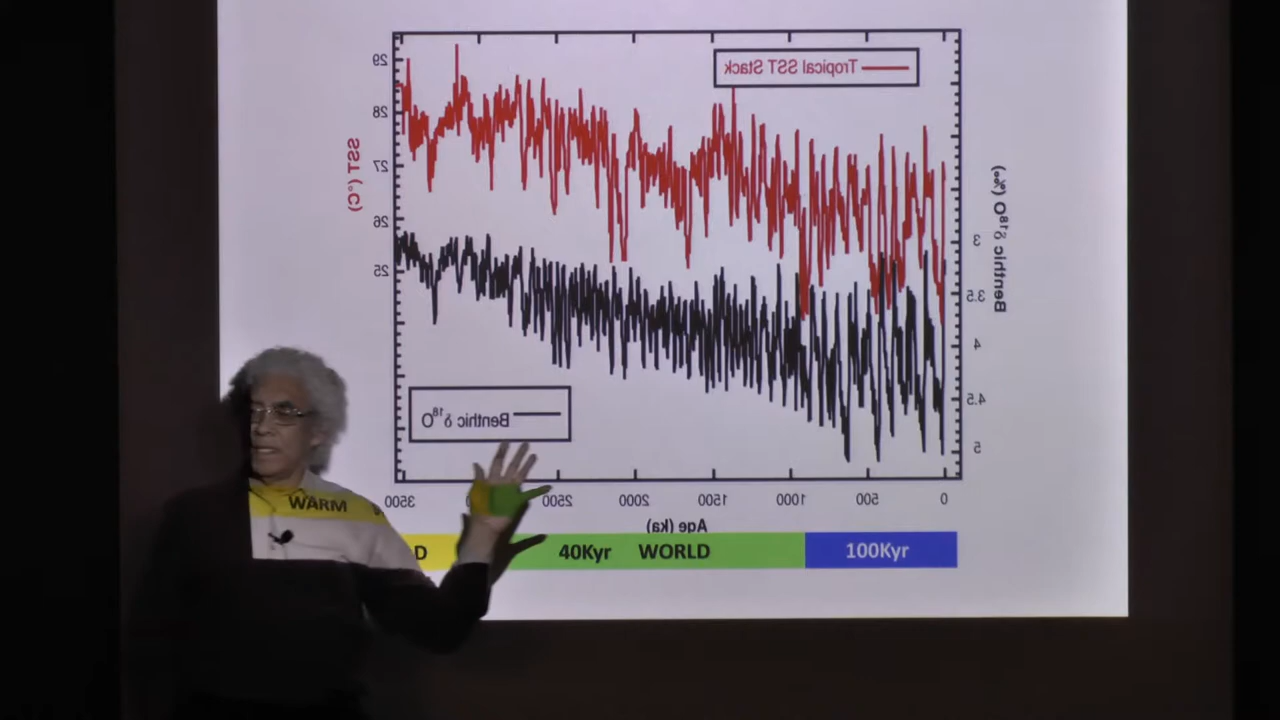 Tropical SST Stack
29
28
27
26
25
SST (°C)
Benthic δ18O (‰)
3
3.5
4
4.5
5
Benthic δ18O
3500
2500
2000
1500
1000
500
0
Age (ka)
WARM
D
40Kyr WORLD
100Kyr